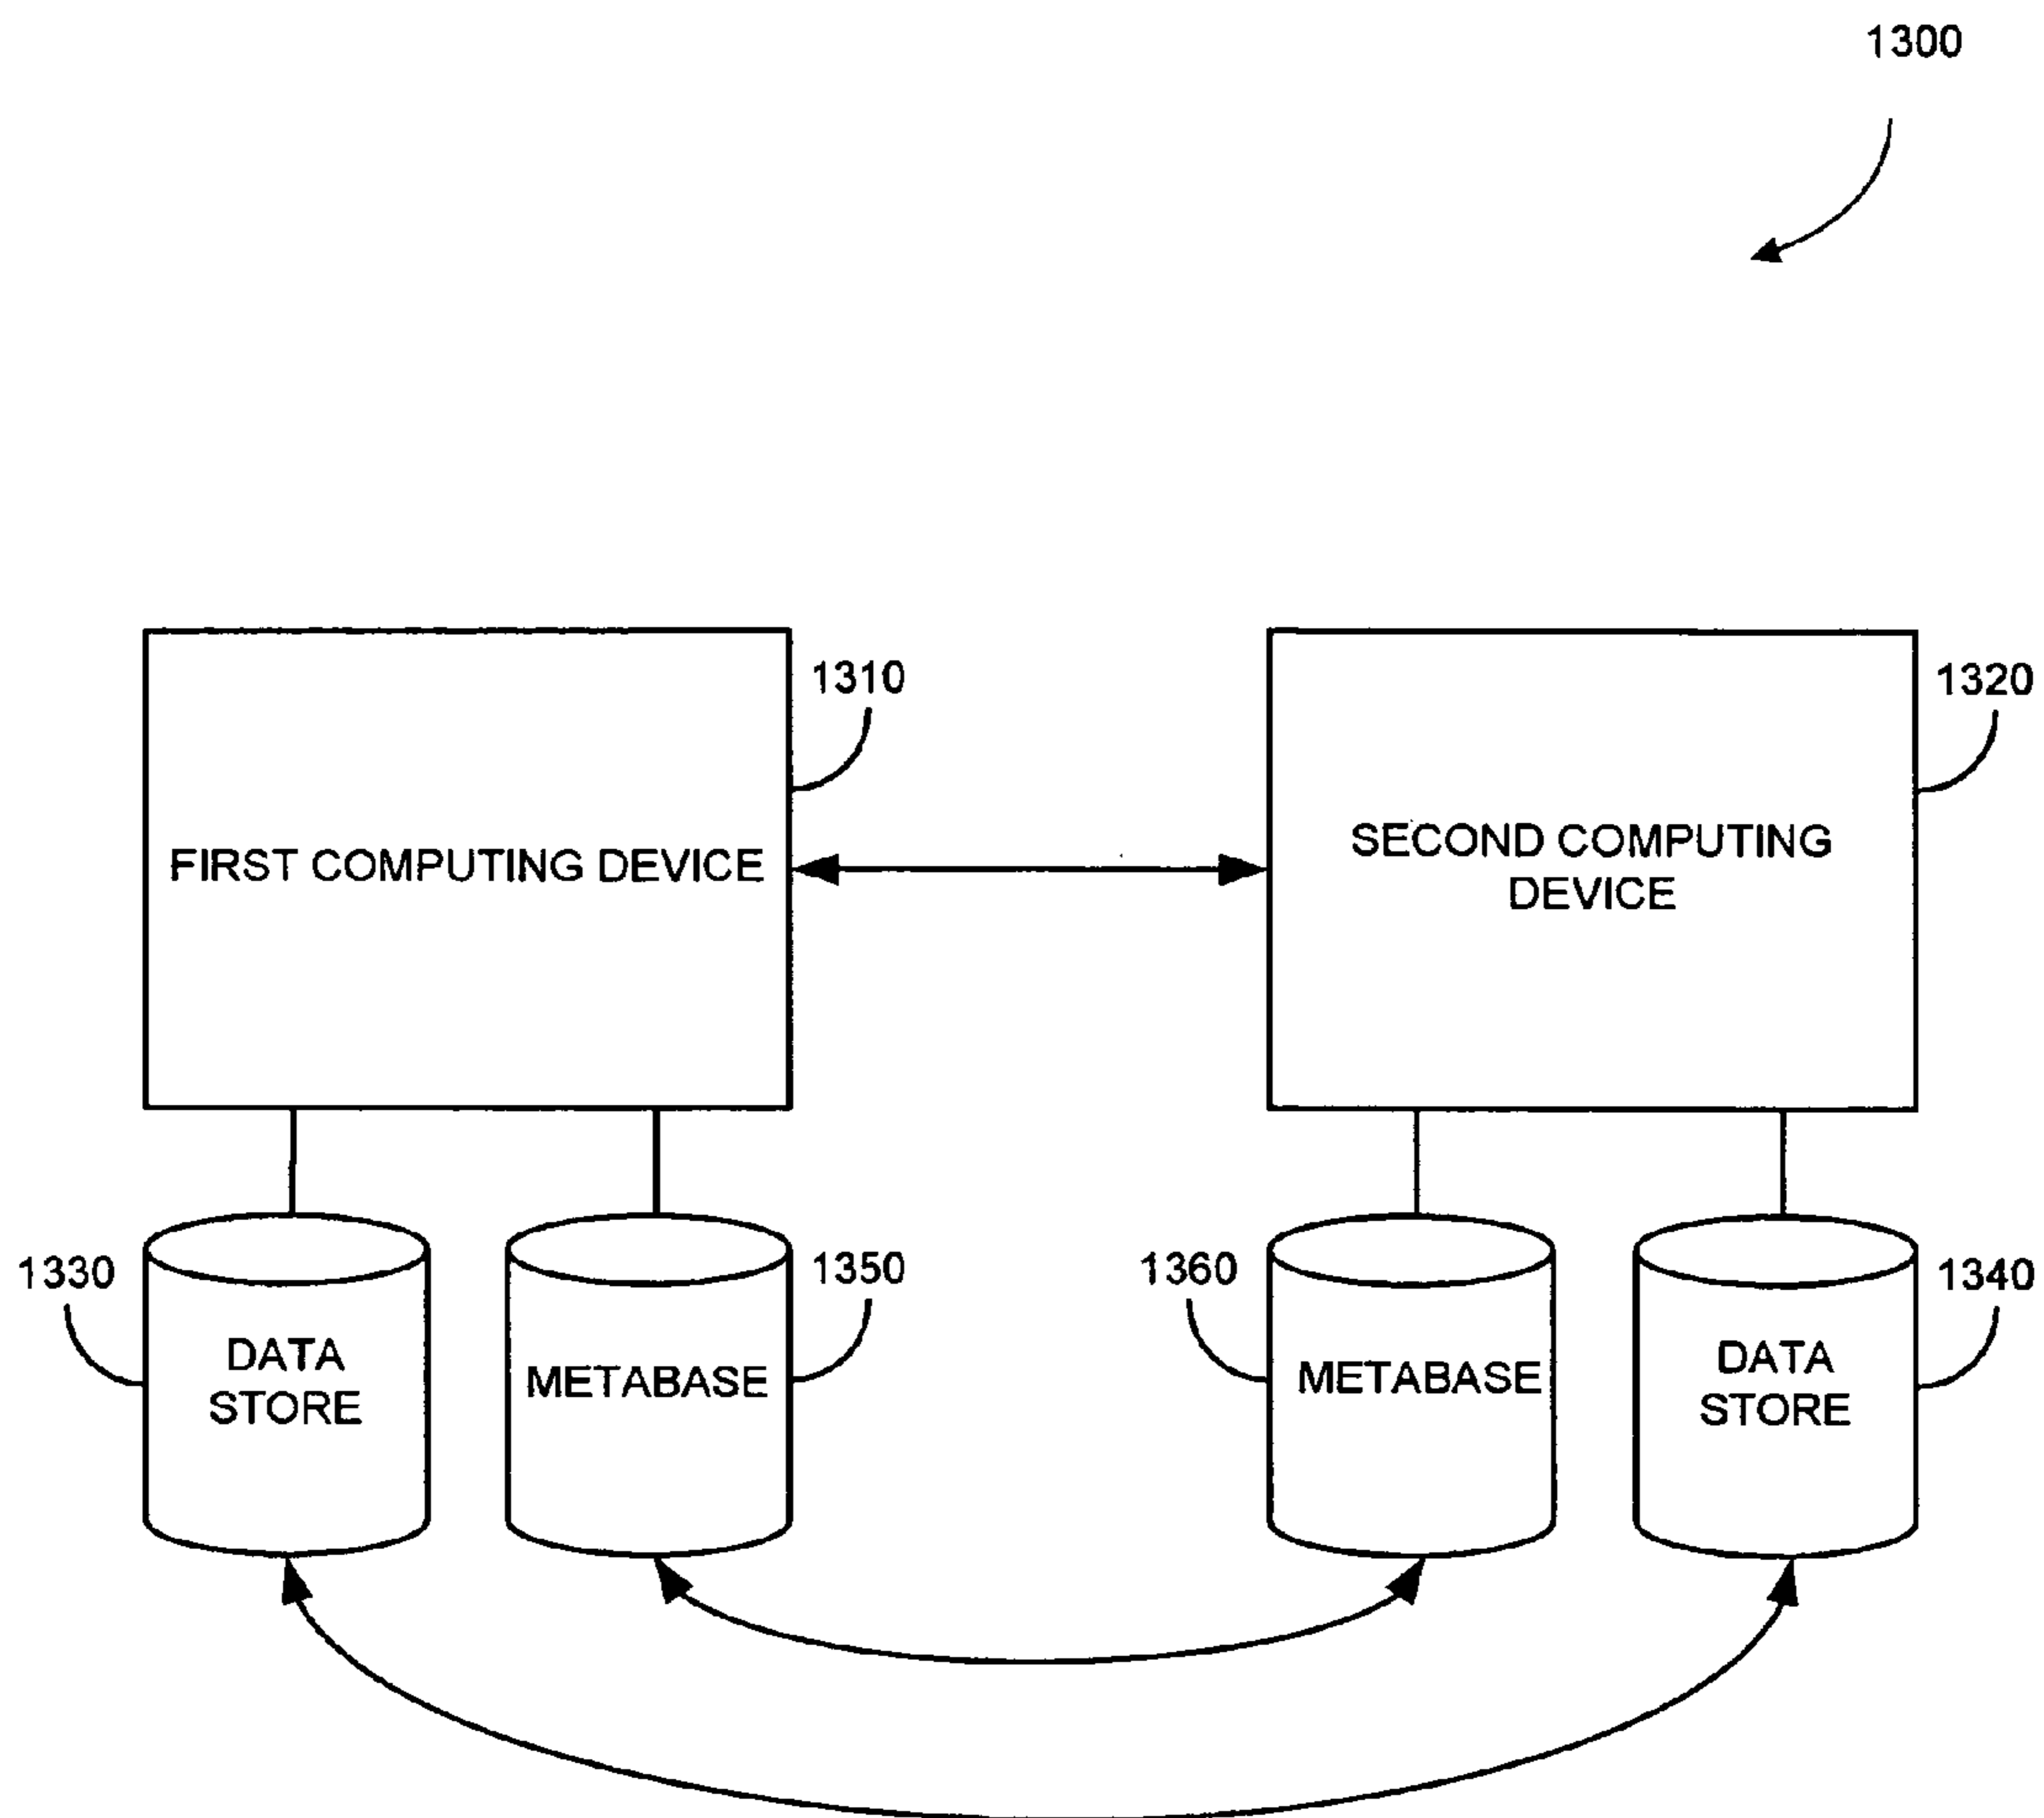 1300
1310
1320
FIRST COMPUTING DEVICE
SECOND COMPUTING
DEVICE
1330
1350
1360
1340
DATA
STORE
METABASE
METABASE
DATA
STORE